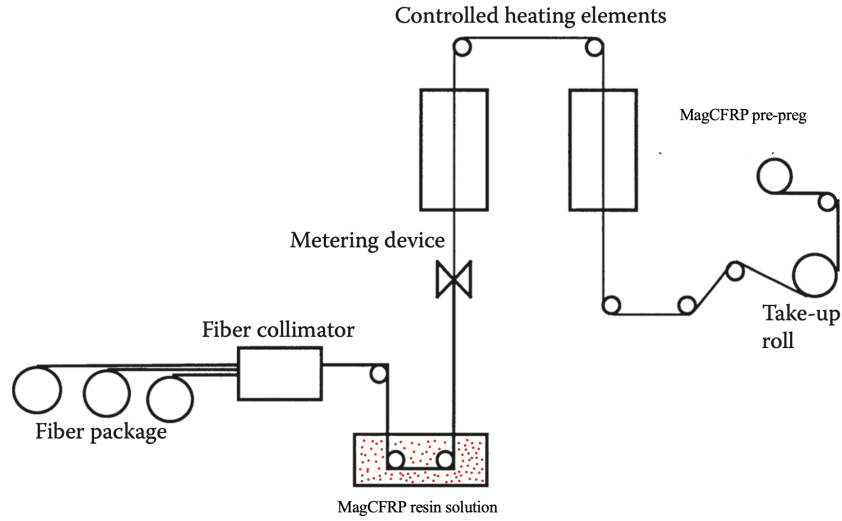 Controlled heating elements
MagCFRP pre-preg
Metering device
Take-up
roll
Fiber collimator
Fiber package
MagCFRP resin solution